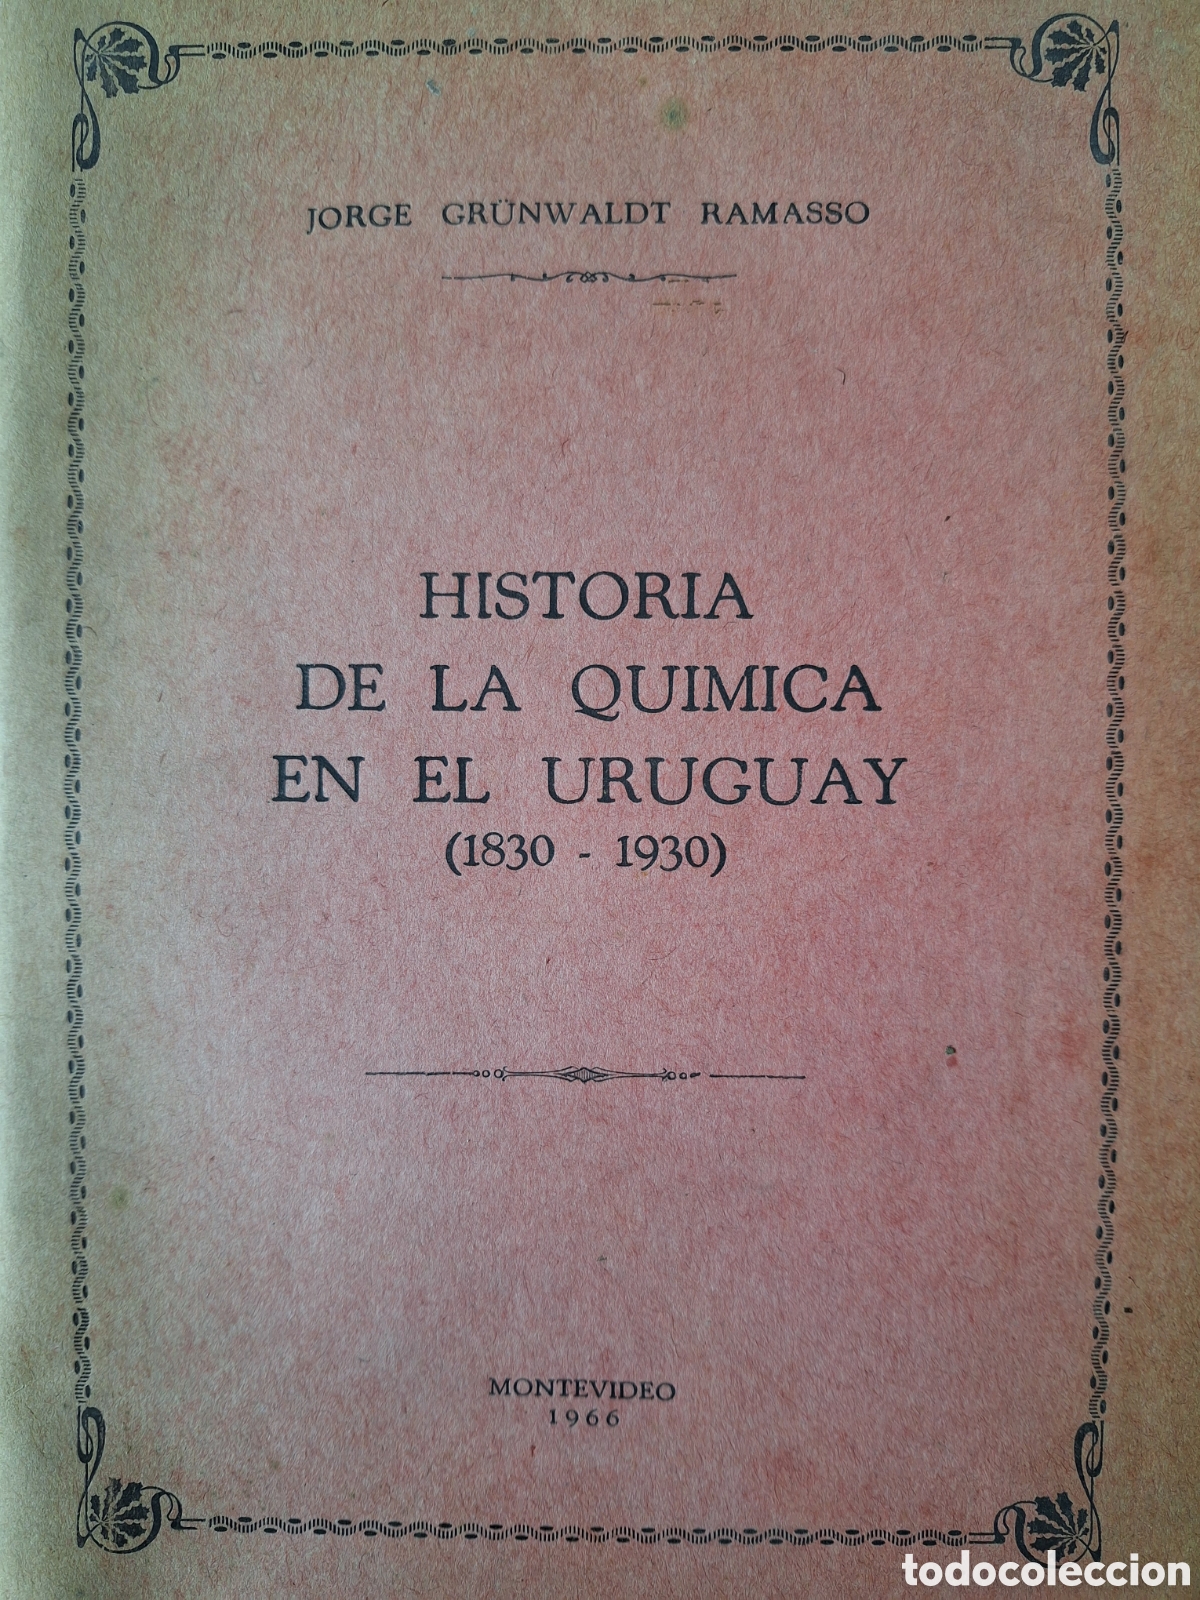 JORGE GRÜNWALDT RAMASSO
HISTORIA
DE LA QUIMICA
EN EL URUGUAY
(1830 - 1930)
MONTEVIDEO
1966
todocoleccion